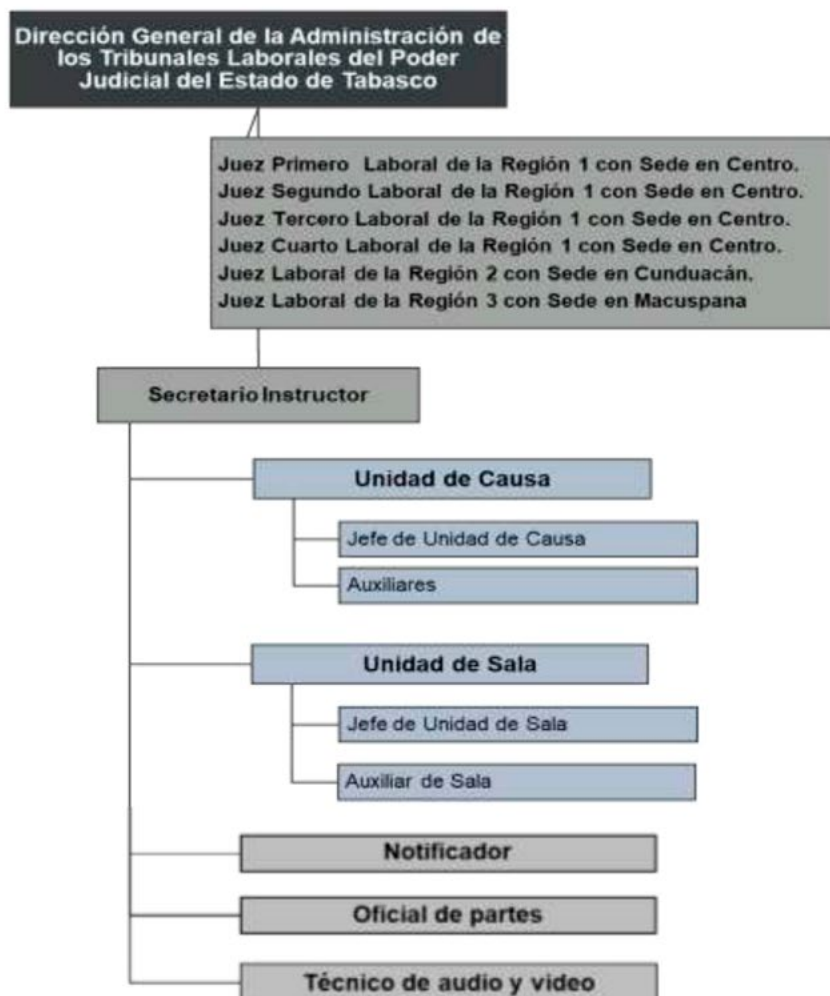 Dirección General de la Administración de
los Tribunales Laborales del Poder
Judicial del Estado de Tabasco
Juez Primero Laboral de la Región 1 con Sede en Centro.
Juez Segundo Laboral de la Región 1 con Sede en Centro.
Juez Tercero Laboral de la Región 1 con Sede en Centro.
Juez Cuarto Laboral de la Región 1 con Sede en Centro.
Juez Laboral de la Región 2 con Sede en Cunduacán.
Juez Laboral de la Región 3 con Sede en Macuspana
Secretario Instructor
Unidad de Causa
Jefe de Unidad de Causa
Auxiliares
Unidad de Sala
Jefe de Unidad de Sala
Auxiliar de Sala
Notificador
Oficial de partes
Técnico de audio y video